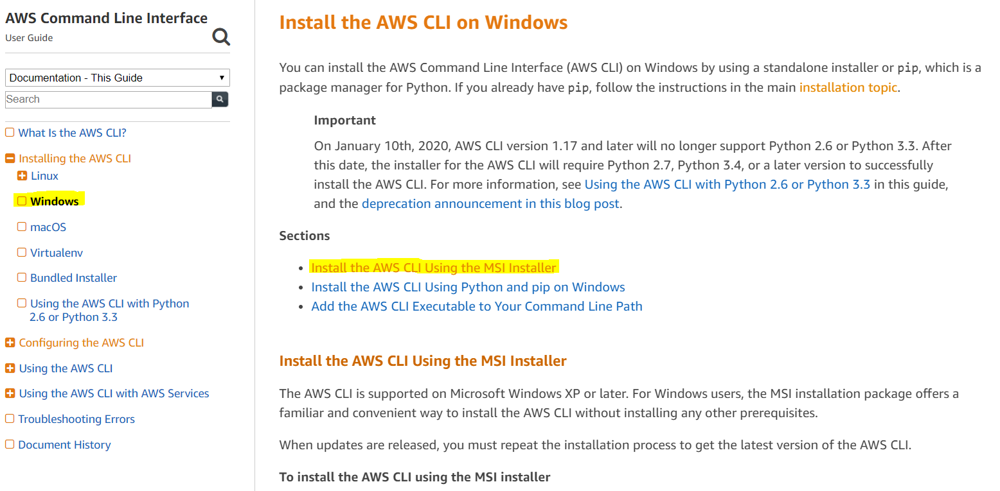 AWS Command Line Interface
User Guide
Documentation - This Guide
Search
What Is the AWS CLI?
Installing the AWS CLI
Linux
Windows
macOS
Virtualenv
Bundled Installer
Using the AWS CLI with Python
2.6 or Python 3.3
Configuring the AWS CLI
Using the AWS CLI
Using the AWS CLI with AWS Services
Troubleshooting Errors
Document History
Install the AWS CLI on Windows
You can install the AWS Command Line Interface (AWS CLI) on Windows by using a standalone installer or pip, which is a
package manager for Python. If you already have pip, follow the instructions in the main installation topic.
Important
On January 10th, 2020, AWS CLI version 1.17 and later will no longer support Python 2.6 or Python 3.3. After
this date, the installer for the AWS CLI will require Python 2.7, Python 3.4, or a later version to successfully
install the AWS CLI. For more information, see Using the AWS CLI with Python 2.6 or Python 3.3 in this guide,
and the deprecation announcement in this blog post.
Sections
• Install the AWS CLI Using the MSI Installer
• Install the AWS CLI Using Python and pip on Windows
• Add the AWS CLI Executable to Your Command Line Path
Install the AWS CLI Using the MSI Installer
The AWS CLI is supported on Microsoft Windows XP or later. For Windows users, the MSI installation package offers a
familiar and convenient way to install the AWS CLI without installing any other prerequisites.
When updates are released, you must repeat the installation process to get the latest version of the AWS CLI.
To install the AWS CLI using the MSI installer